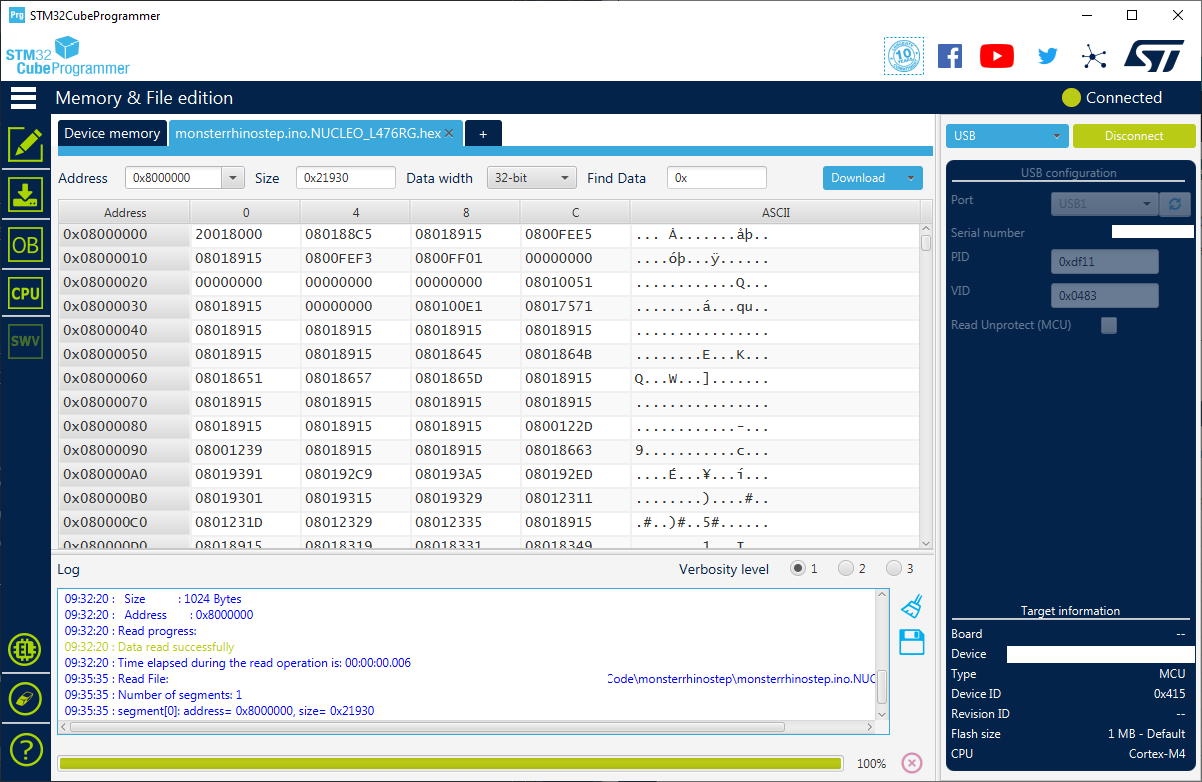 Prg STM32CubeProgrammer
STM32
CubeProgrammer
10
YEARS
Memory & File edition
Connected
Device memory monsterrhinostep.ino.NUCLEO_L476RG.hex × +
USB Disconnect
Address 0x8000000 Size 0x21930 Data width 32-bit Find Data 0x Download
Address 0 4 8 C ASCII
0x08000000 20018000 080188C5 08018915 0800FEE5 ... Å.......åþ..
0x08000010 08018915 0800FEF3 0800FF01 00000000 ....óþ...ÿ......
0x08000020 00000000 00000000 00000000 08010051 ............Q...
0x08000030 08018915 00000000 080100E1 08017571 ........á...qu..
0x08000040 08018915 08018915 08018915 08018915 ................
0x08000050 08018915 08018915 08018645 0801864B ........E...K...
0x08000060 08018651 08018657 0801865D 08018915 Q...W...].......
0x08000070 08018915 08018915 08018915 08018915 ................
0x08000080 08018915 08018915 08018915 0800122D ............-...
0x08000090 08001239 08018915 08018915 08018663 9...........c...
0x080000A0 08019391 080192C9 080193A5 080192ED ....É...¥...í...
0x080000B0 08019301 08019315 08019329 08012311 ........)....#..
0x080000C0 0801231D 08012329 08012335 08018915 .#..)#..5#......
0x080000D0 08018915 08018319 08018331 08018349
OB
CPU
SWV
USB configuration
Port USB1
Serial number
PID 0xdf11
VID 0x0483
Read Unprotect (MCU)
Log Verbosity level 1 2 3
09:32:20 : Size : 1024 Bytes
09:32:20 : Address : 0x8000000
09:32:20 : Read progress:
09:32:20 : Data read successfully
09:32:20 : Time elapsed during the read operation is: 00:00:00.006
09:35:35 : Read File: Code\monsterrhinostep\monsterrhinostep.ino.NUC
09:35:35 : Number of segments: 1
09:35:35 : segment[0]: address= 0x8000000, size= 0x21930
100%
Target information
Board --
Device
Type MCU
Device ID 0x415
Revision ID --
Flash size 1 MB - Default
CPU Cortex-M4